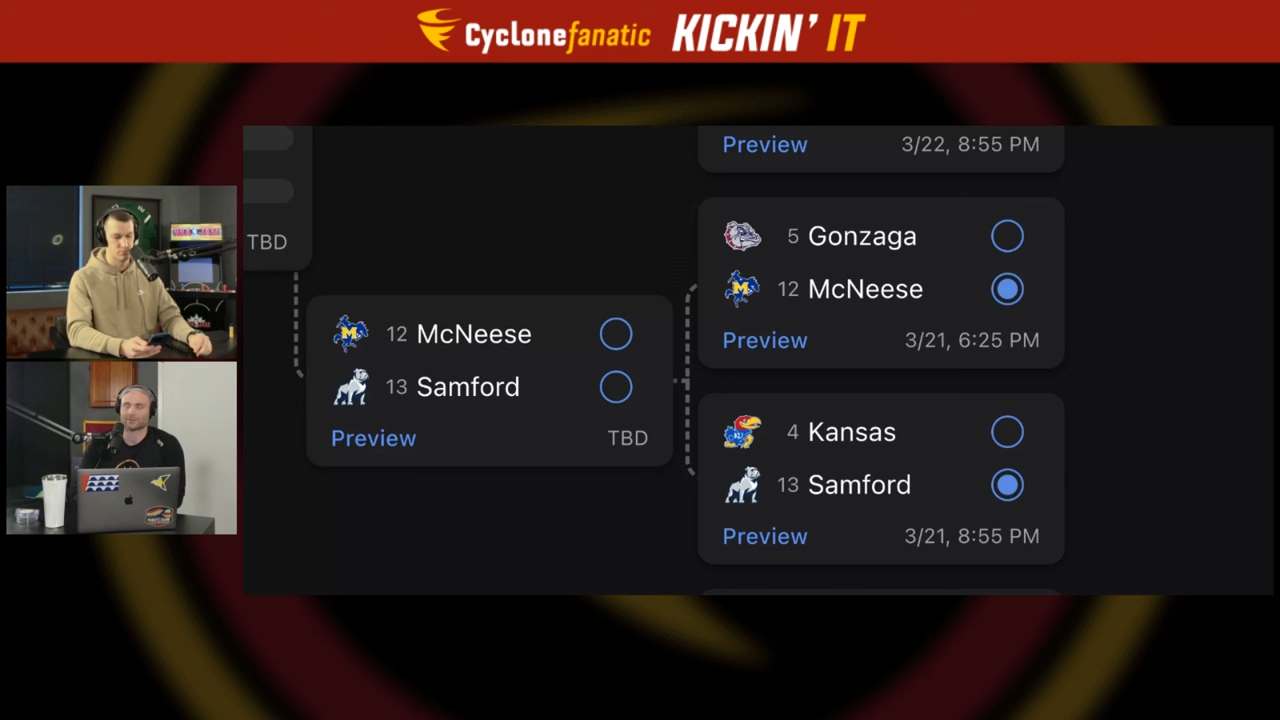 Cyclonefanatic KICKIN' IT
Preview 3/22, 8:55 PM
TBD
5 Gonzaga
12 McNeese
Preview 3/21, 6:25 PM
12 McNeese
13 Samford
Preview TBD
4 Kansas
13 Samford
Preview 3/21, 8:55 PM